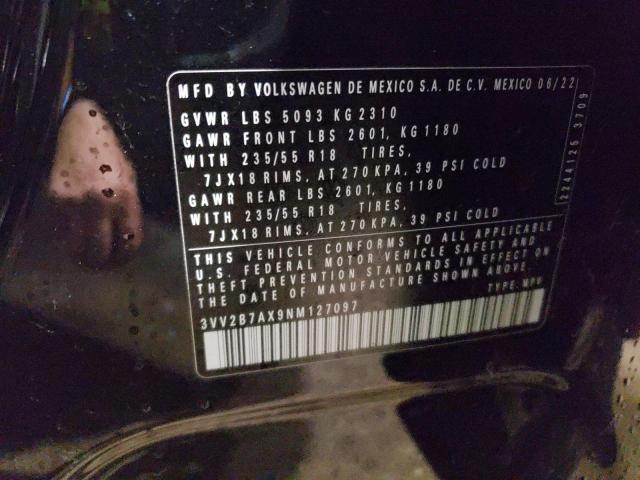 MFD BY VOLKSWAGEN DE MEXICO S.A. DE C.V. MEXICO 06/22
GVWR LBS 5093 KG 2310
GAWR FRONT LBS 2601, KG 1180
WITH 235/55 R18 TIRES,
7JX18 RIMS, AT 270 KPA, 39 PSI COLD
GAWR REAR LBS 2601, KG 1180
WITH 235/55 R18 TIRES,
7JX18 RIMS, AT 270 KPA, 39 PSI COLD
THIS VEHICLE CONFORMS TO ALL APPLICABLE
U.S. FEDERAL MOTOR VEHICLE SAFETY AND
THEFT PREVENTION STANDARDS IN EFFECT ON
THE DATE OF MANUFACTURE SHOWN ABOVE.
3VV2B7AX9NM127097 TYPE: MPV
2244125 3709